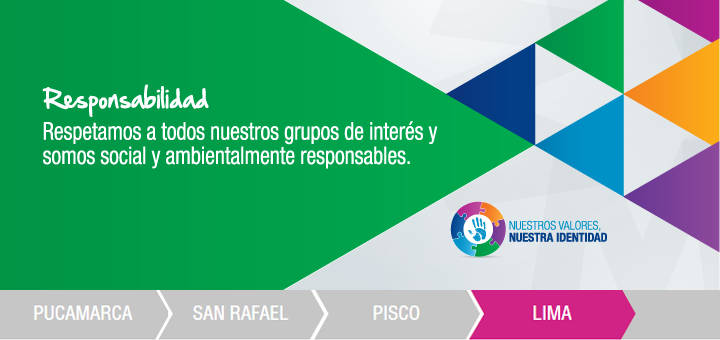 Responsabilidad
Respetamos a todos nuestros grupos de interés y
somos social y ambientalmente responsables.
NUESTROS VALORES,
NUESTRA IDENTIDAD
PUCAMARCA SAN RAFAEL PISCO LIMA